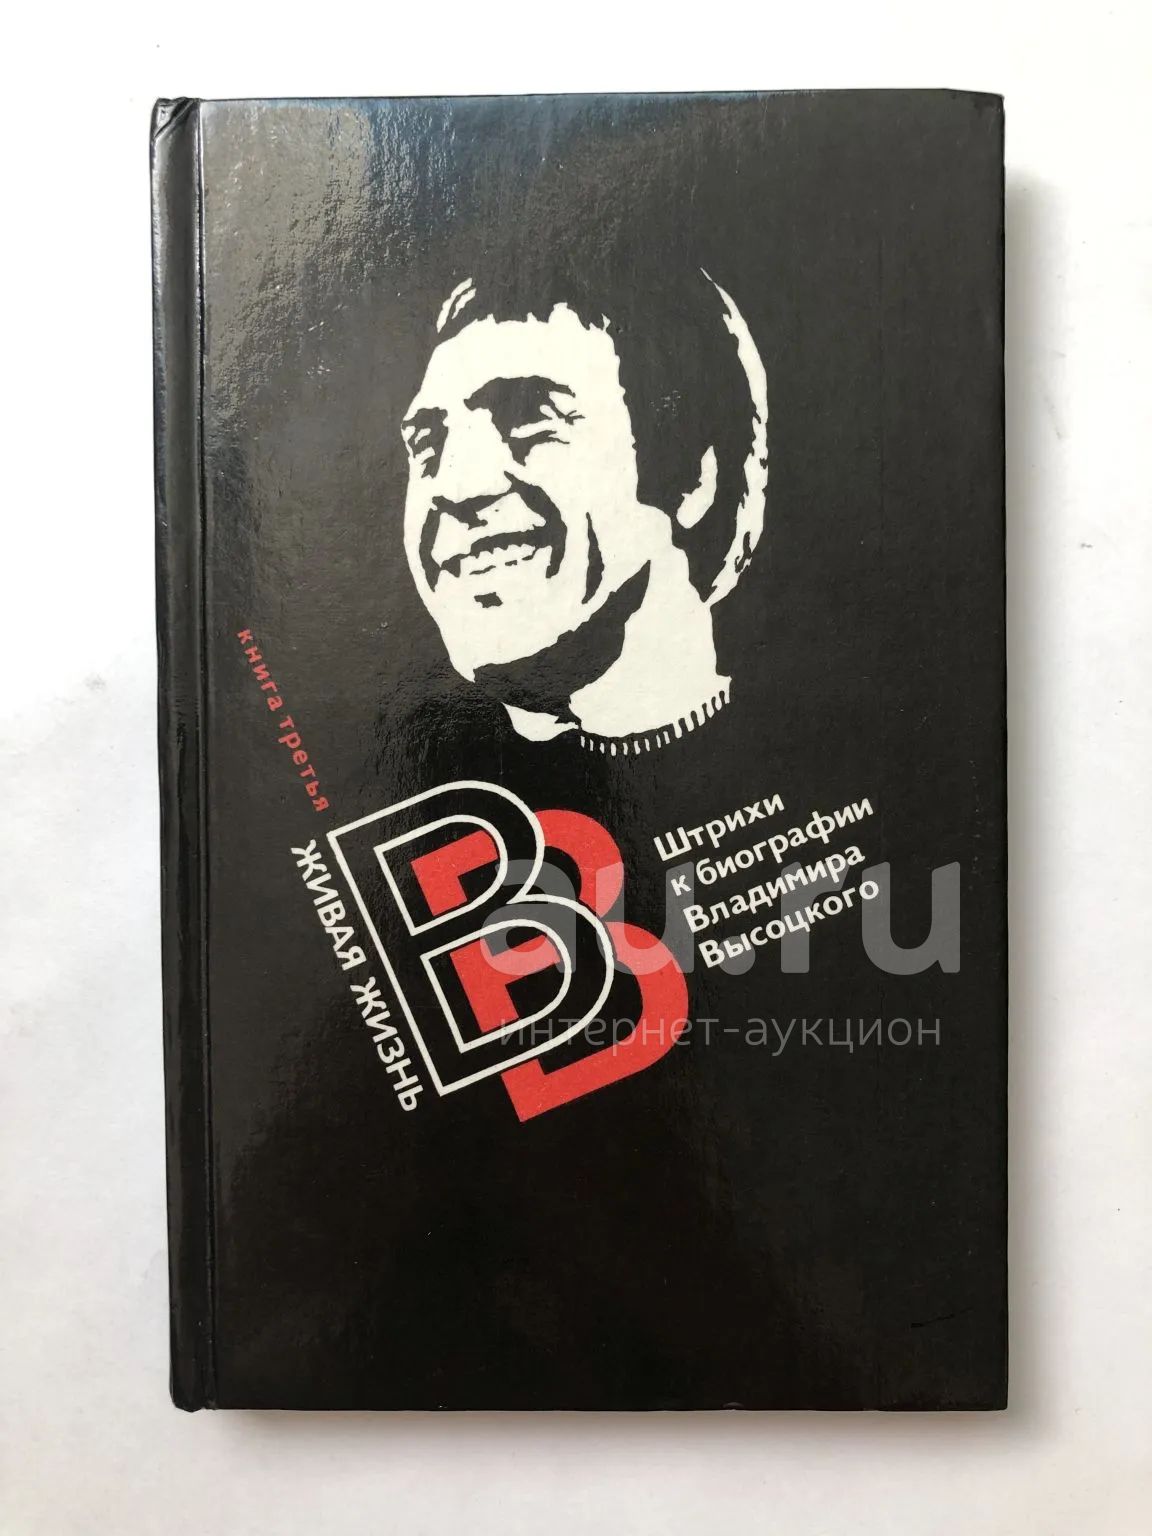 книга третья
ЖИВАЯ ЖИЗНЬ
ВВ
Штрихи
к биографии
Владимира
Высоцкого
au.ru
интернет-аукцион